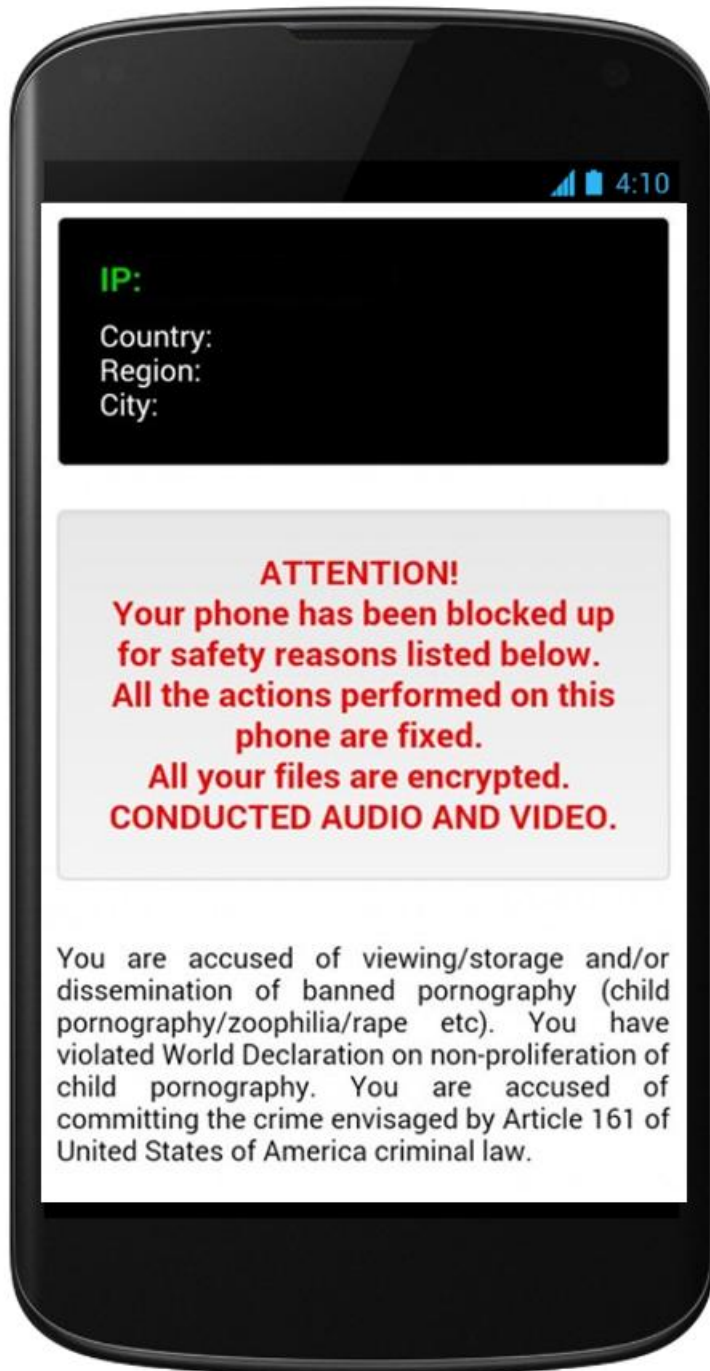 4:10
IP:
Country:
Region:
City:
ATTENTION!
Your phone has been blocked up
for safety reasons listed below.
All the actions performed on this
phone are fixed.
All your files are encrypted.
CONDUCTED AUDIO AND VIDEO.
You are accused of viewing/storage and/or
dissemination of banned pornography (child
pornography/zoophilia/rape etc). You have
violated World Declaration on non-proliferation of
child pornography. You are accused of
committing the crime envisaged by Article 161 of
United States of America criminal law.